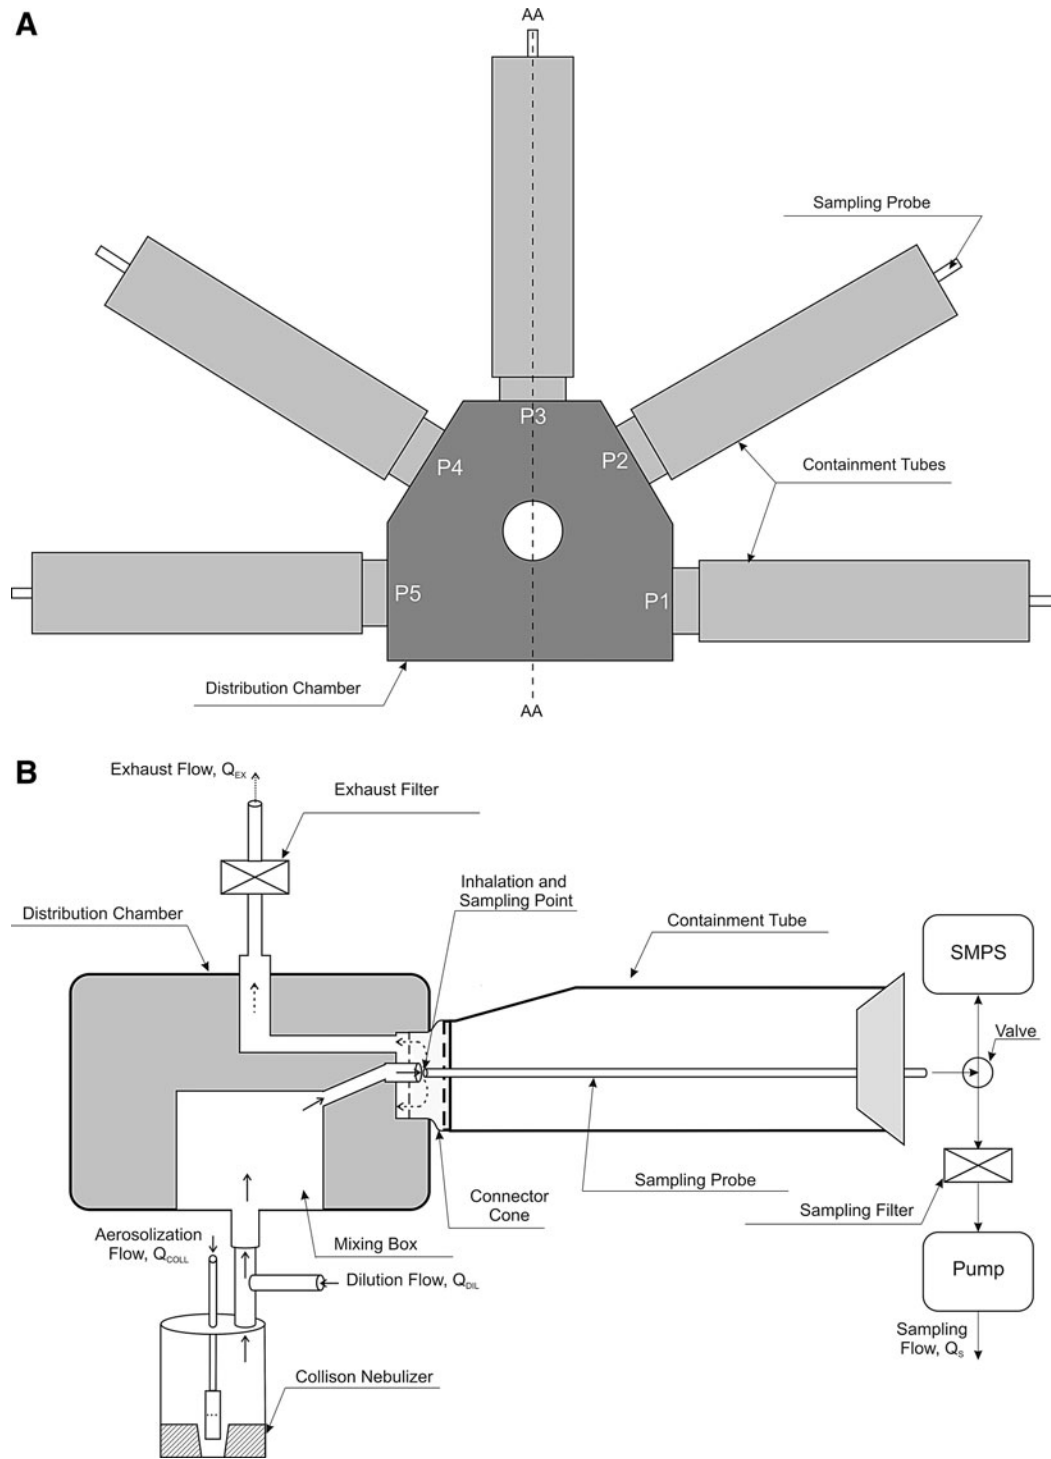 A
AA
Sampling Probe
P3
P4
P2
Containment Tubes
P5
P1
Distribution Chamber
AA
B
Exhaust Flow, QEX
Exhaust Filter
Inhalation and
Sampling Point
Distribution Chamber
Containment Tube
SMPS
Valve
Sampling Probe
Connector
Cone
Sampling Filter
Aerosolization
Flow, QCOLL
Mixing Box
Dilution Flow, QDIL
Pump
Sampling
Flow, QS
Collison Nebulizer